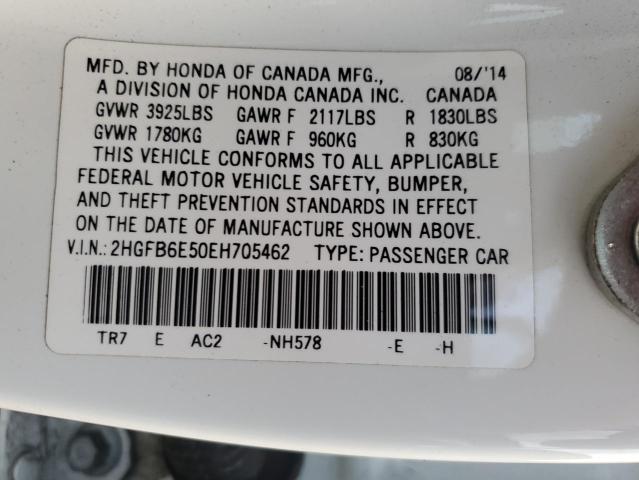 MFD. BY HONDA OF CANADA MFG., 08/'14
A DIVISION OF HONDA CANADA INC. CANADA
GVWR 3925LBS GAWR F 2117LBS R 1830LBS
GVWR 1780KG GAWR F 960KG R 830KG
THIS VEHICLE CONFORMS TO ALL APPLICABLE
FEDERAL MOTOR VEHICLE SAFETY, BUMPER,
AND THEFT PREVENTION STANDARDS IN EFFECT
ON THE DATE OF MANUFACTURE SHOWN ABOVE.
V.I.N.: 2HGFB6E50EH705462 TYPE: PASSENGER CAR
TR7 E AC2 -NH578 -E -H